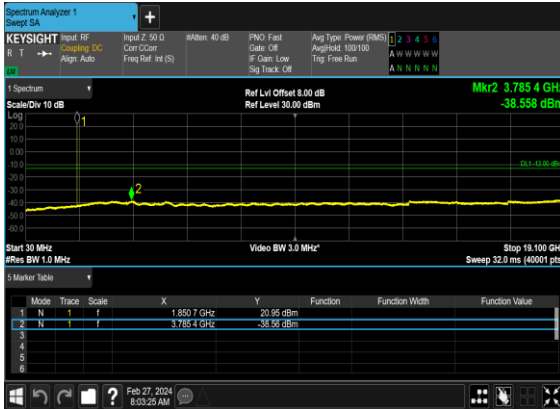 Spectrum Analyzer 1
Swept SA
+
KEYSIGHT
R T
Input: RF
Coupling: DC
Align: Auto
Input Z: 50 Ω
Corr CCorr
Freq Ref: Int (S)
#Atten: 40 dB
PNO: Fast
Gate: Off
IF Gain: Low
Sig Track: Off
Avg Type: Power (RMS)
Avg|Hold: 100/100
Trig: Free Run
1 2 3 4 5 6
A W W W W W
A N N N N N
1 Spectrum
Scale/Div 10 dB
Ref Lvl Offset 8.00 dB
Ref Level 30.00 dBm
Mkr2 3.785 4 GHz
-38.558 dBm
Log
20.0
10.0
0.00
-10.0
-20.0
-30.0
-40.0
-50.0
-60.0
1
2
DL1 -13.00 dBm
Start 30 MHz
#Res BW 1.0 MHz
Video BW 3.0 MHz*
Stop 19.100 GHz
Sweep 32.0 ms (40001 pts)
5 Marker Table
Mode Trace Scale X Y Function Function Width Function Value
1 N 1 f 1.850 7 GHz 20.95 dBm
2 N 1 f 3.785 4 GHz -38.56 dBm
3
4
5
6
?
Feb 27, 2024
8:03:25 AM